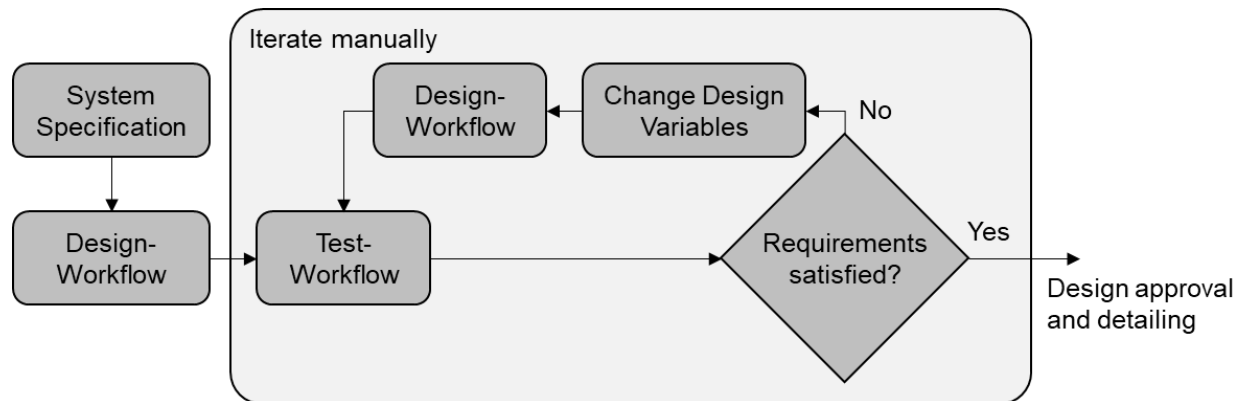 Iterate manually
System
Specification
Design-
Workflow
Change Design
Variables
No
Design-
Workflow
Test-
Workflow
Requirements
satisfied?
Yes
Design approval
and detailing